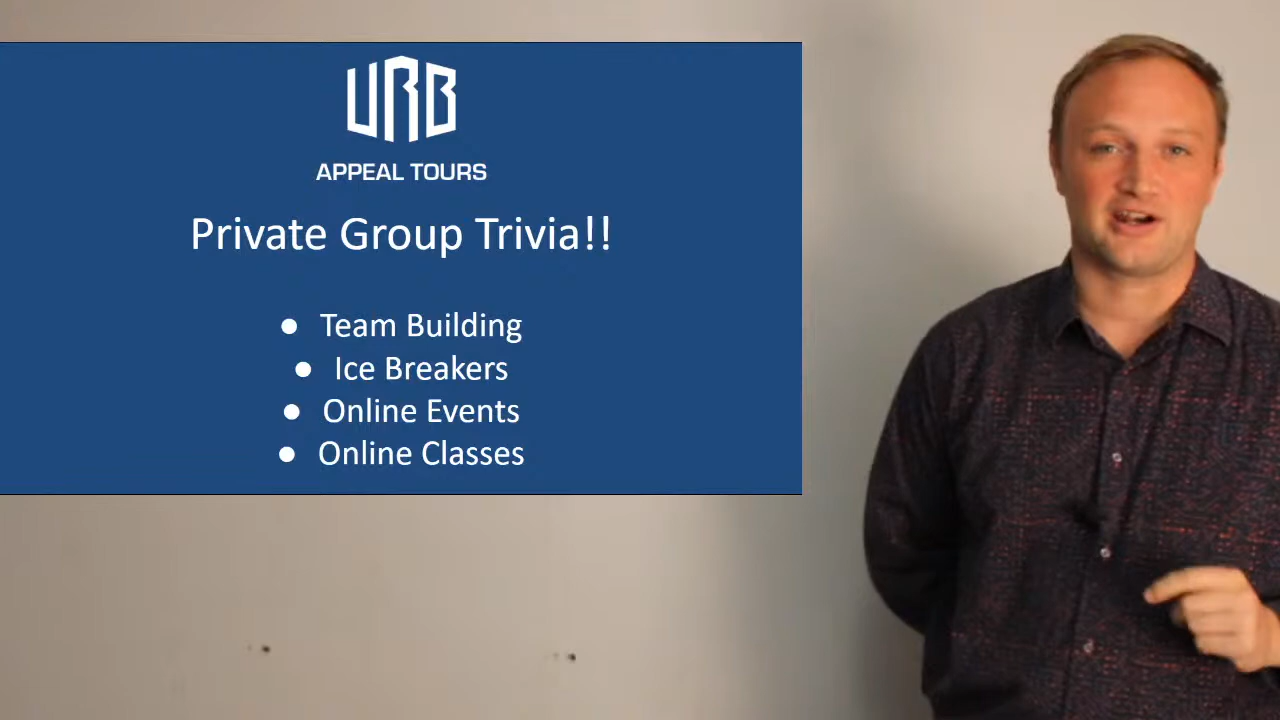 URB
APPEAL TOURS
Private Group Trivia!!
● Team Building
● Ice Breakers
● Online Events
● Online Classes